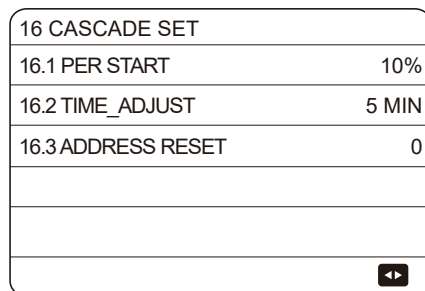 16 CASCADE SET
16.1 PER START 10%
16.2 TIME_ADJUST 5 MIN
16.3 ADDRESS RESET 0